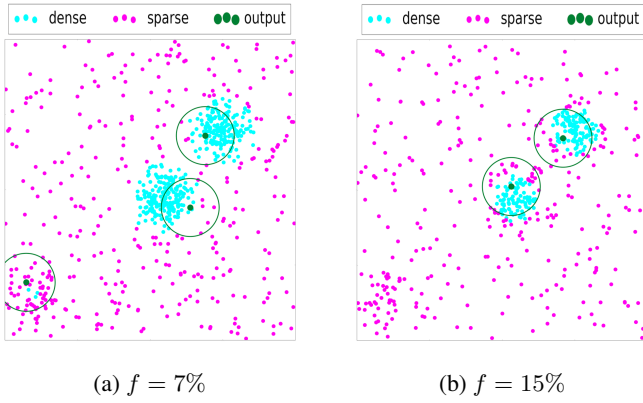 dense sparse output
dense sparse output
(a) f = 7%
(b) f = 15%